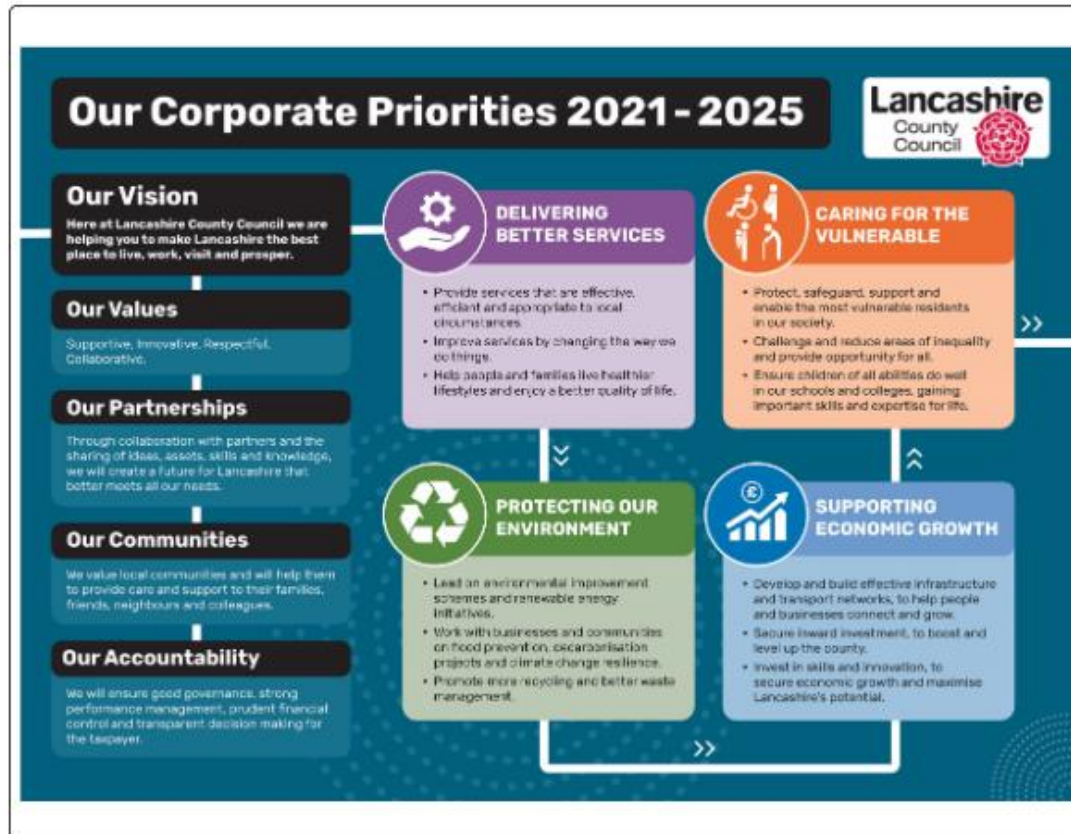 Our Corporate Priorities 2021-2025
Lancashire
County
Council
Our Vision
Here at Lancashire County Council we are
helping you to make Lancashire the best
place to live, work, visit and prosper.
Our Values
Supportive, Innovative, Respectful,
Collaborative.
Our Partnerships
Through collaboration with partners and the
sharing of ideas, assets, skills and knowledge,
we will create a future for Lancashire that
better meets all our needs.
Our Communities
We value local communities and will help them
to provide care and support to their families,
friends, neighbours and colleagues.
Our Accountability
We will ensure good governance, strong
performance management, prudent financial
control and transparent decision making for
the taxpayer.
DELIVERING
BETTER SERVICES
• Provide services that are effective,
efficient and appropriate to local
circumstances.
• Improve services by changing the way we
do things.
• Help people and families live healthier
lifestyles and enjoy a better quality of life.
PROTECTING OUR
ENVIRONMENT
• Lead on environmental improvement
schemes and renewable energy
initiatives.
• Work with businesses and communities
on flood prevention, decarbonisation
projects and climate change resilience.
• Promote more recycling and better waste
management.
£
SUPPORTING
ECONOMIC GROWTH
• Develop and build effective infrastructure
and transport networks, to help people
and businesses connect and grow.
• Secure inward investment, to boost and
level up the county.
• Invest in skills and innovation, to
secure economic growth and maximise
Lancashire's potential.
CARING FOR THE
VULNERABLE
• Protect, safeguard, support and
enable the most vulnerable residents
in our society.
• Challenge and reduce areas of inequality
and provide opportunity for all.
• Ensure children of all abilities do well
in our schools and colleges, gaining
important skills and expertise for life.